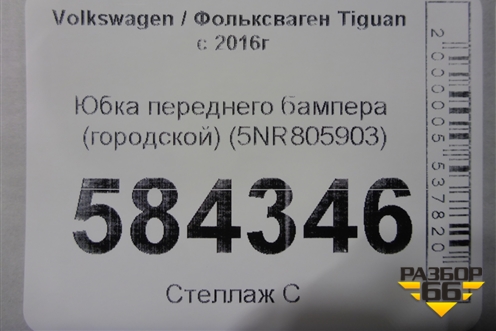 Volkswagen / Фольксваген Tiguan
с 2016г
Юбка переднего бампера
(городской) (5NR805903)
584346
Стеллаж С
2000005537820
РАЗБОР
66